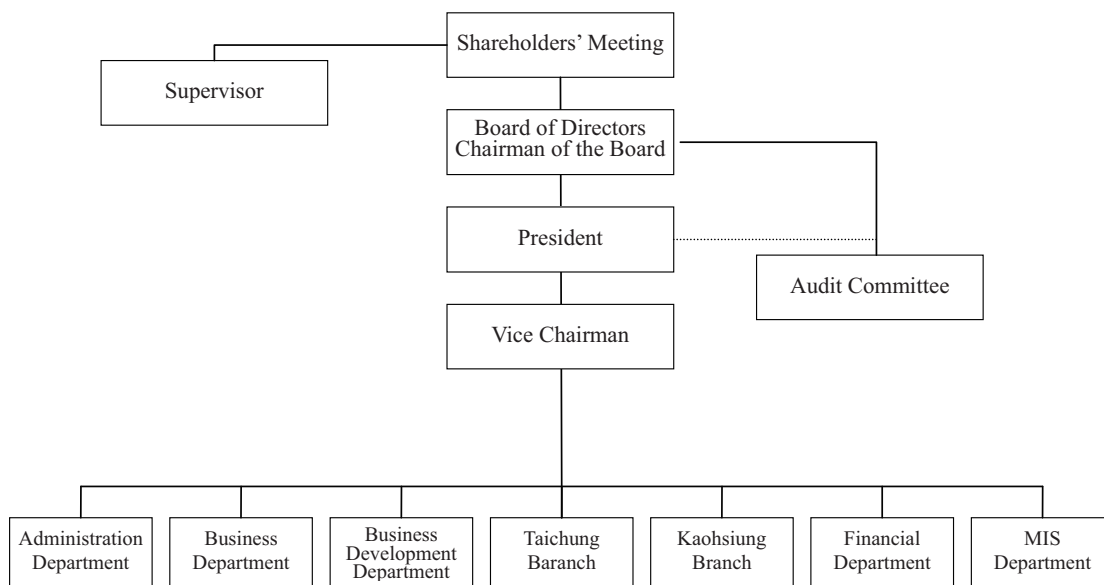 Shareholders’ Meeting
Supervisor
Board of Directors
Chairman of the Board
President
Audit Committee
Vice Chairman
Administration
Department
Business
Department
Business
Development
Department
Taichung
Baranch
Kaohsiung
Branch
Financial
Department
MIS
Department